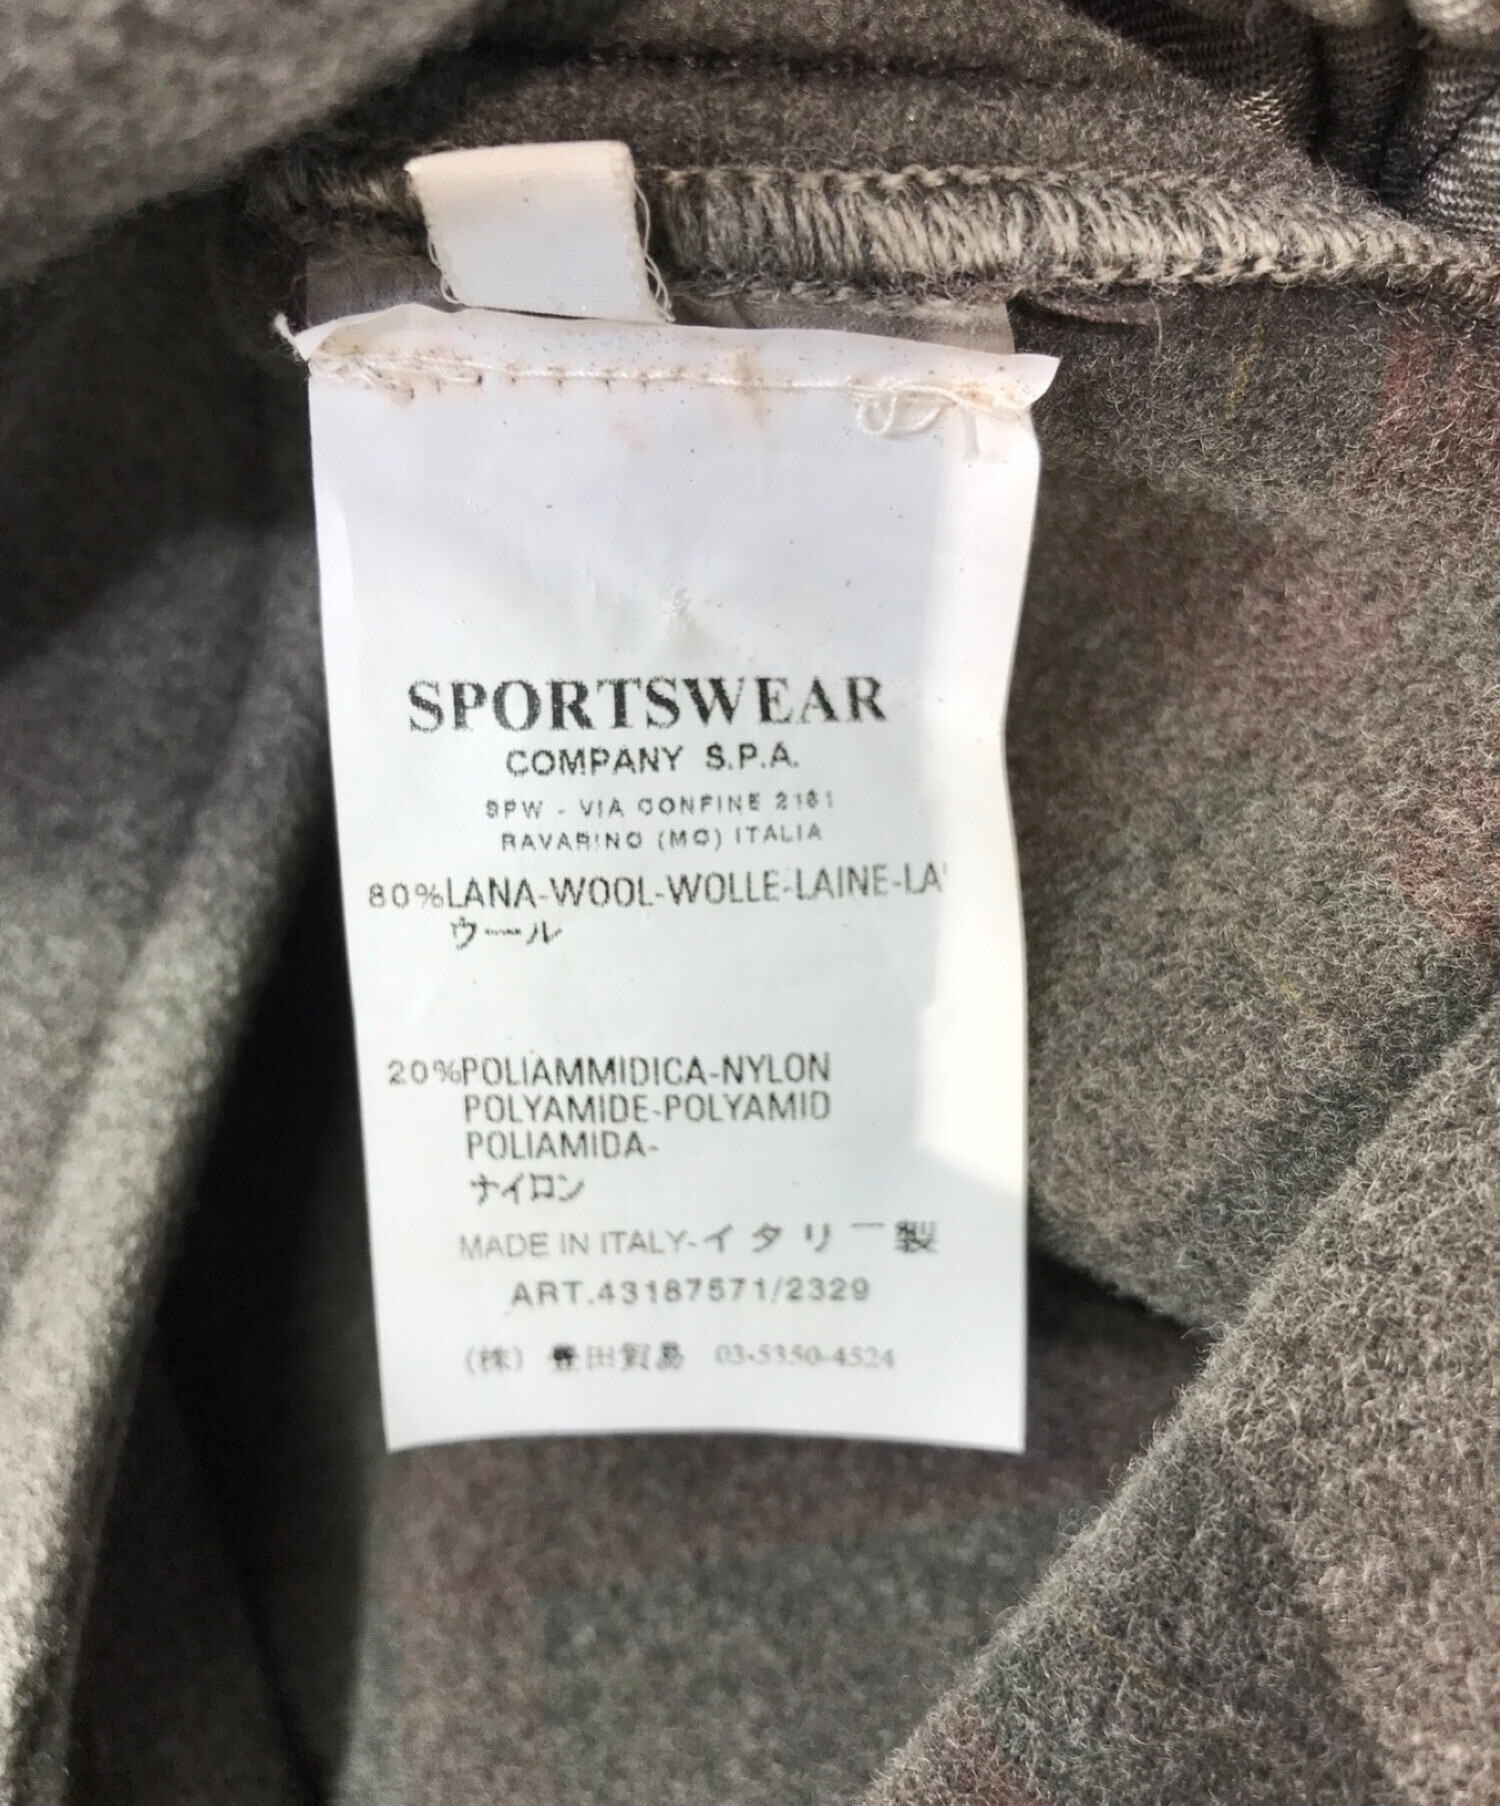 SPORTSWEAR
COMPANY S.P.A.
SPW - VIA CONFINE 2161
RAVARINO (MO) ITALIA
80%LANA-WOOL-WOLLE-LAINE-LA
ウール
20%POLIAMMIDICA-NYLON
POLYAMIDE-POLYAMID
POLIAMIDA-
ナイロン
MADE IN ITALY-イタリー製
ART.43187571/2329
(株) 豊田貿易 03-5350-4524